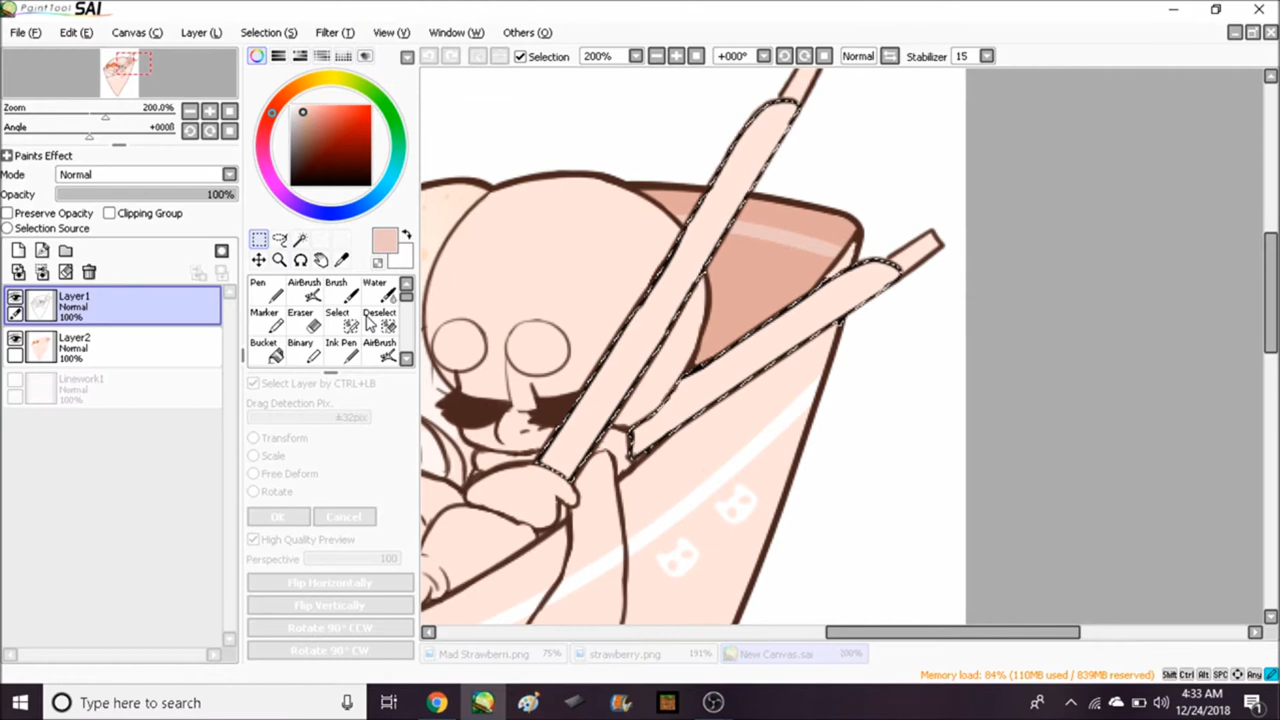 PaintTool SAI
File (F) Edit (E) Canvas (C) Layer (L) Selection (S) Filter (T) View (V) Window (W) Others (O)
Selection 200% +000° Normal Stabilizer 15
Zoom 200.0%
Angle +000ß
Paints Effect
Mode Normal
Opacity 100%
Preserve Opacity Clipping Group
Selection Source
Layer1
Normal
100%
Layer2
Normal
100%
Linework1
Normal
100%
Pen AirBrush Brush Water
Marker Eraser Select Deselect
Bucket Binary Ink Pen AirBrush
Select Layer by CTRL+LB
Drag Detection Pix.
±32pix
Transform
Scale
Free Deform
Rotate
OK Cancel
High Quality Preview
Perspective 100
Flip Horizontally
Flip Vertically
Rotate 90° CCW
Rotate 90° CW
Mad Strawberri.png 75% strawberry.png 191% New Canvas.sai 200%
Memory load: 84% (110MB used / 839MB reserved) Shift Ctrl Alt SPC Any
Type here to search
4:33 AM
12/24/2018